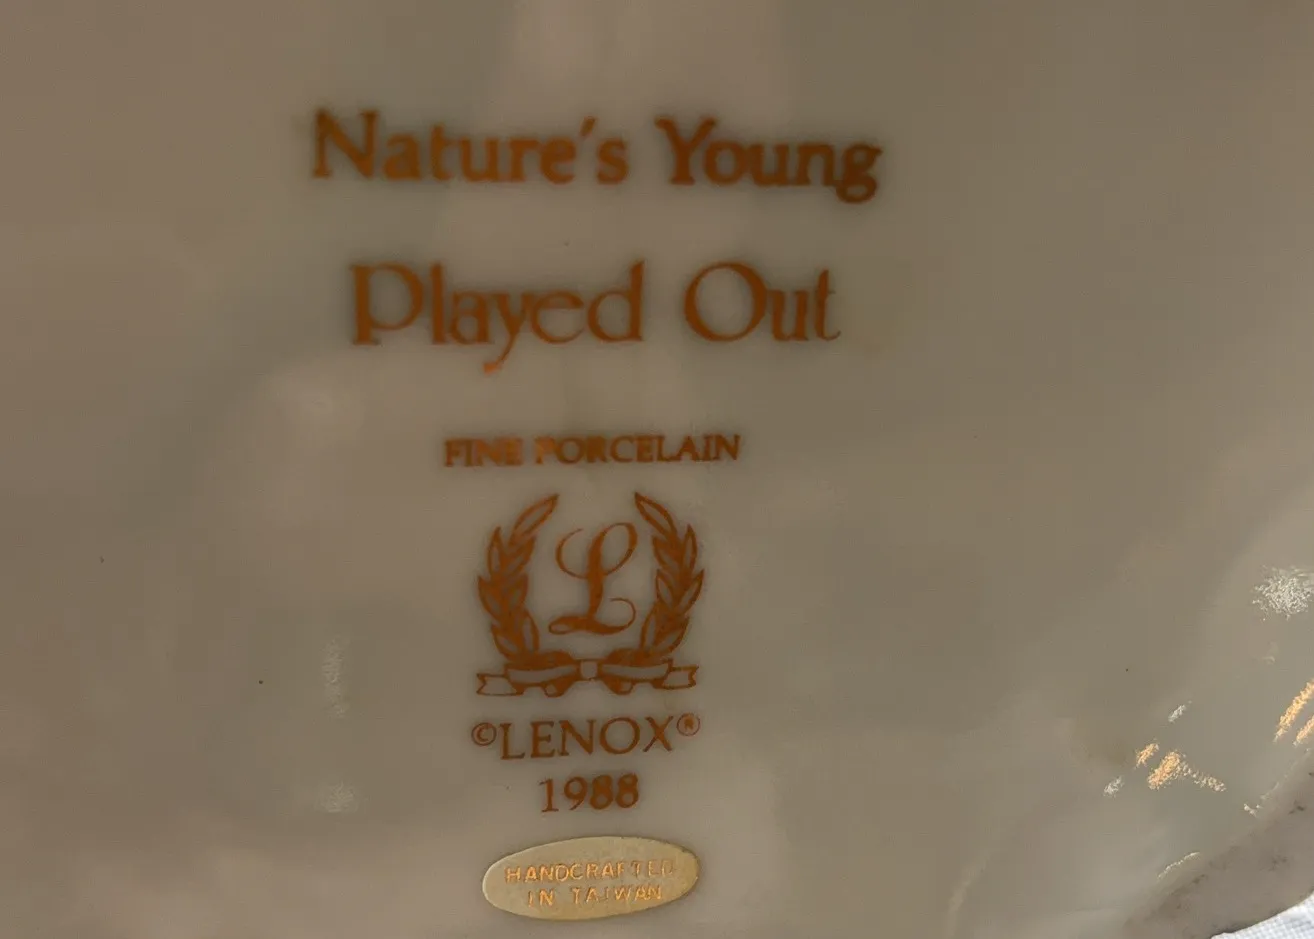 Nature's Young
Played Out
FINE PORCELAIN
L
©LENOX®
1988
HANDCRAFTED
IN TAIWAN